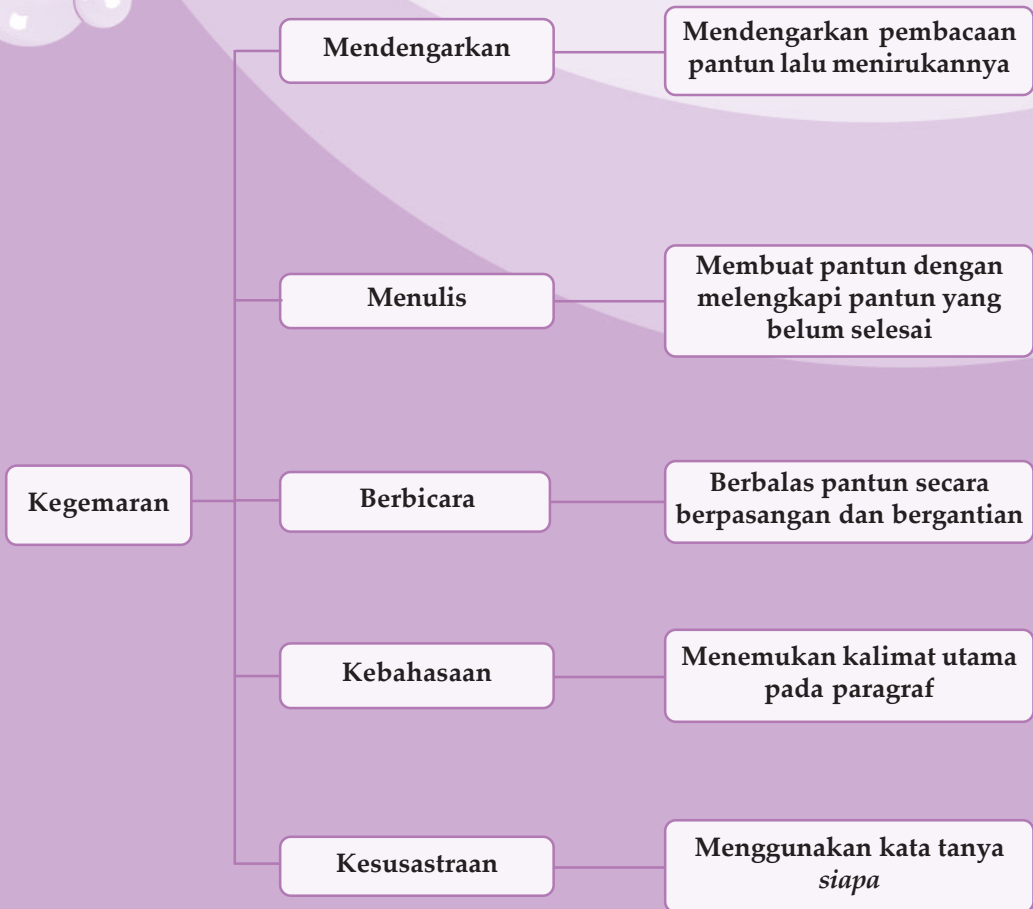 Mendengarkan
Mendengarkan pembacaan
pantun lalu menirukannya
Menulis
Membuat pantun dengan
melengkapi pantun yang
belum selesai
Kegemaran
Berbicara
Berbalas pantun secara
berpasangan dan bergantian
Kebahasaan
Menemukan kalimat utama
pada paragraf
Kesusastraan
Menggunakan kata tanya
siapa